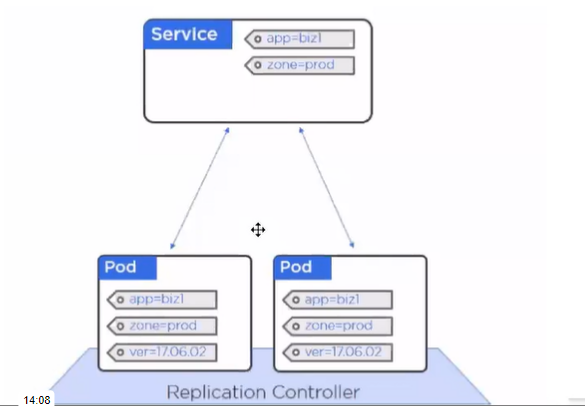 Service
app=biz1
zone=prod
Pod
app=biz1
zone=prod
ver=17.06.02
Pod
app=biz1
zone=prod
ver=17.06.02
Replication Controller
14:08